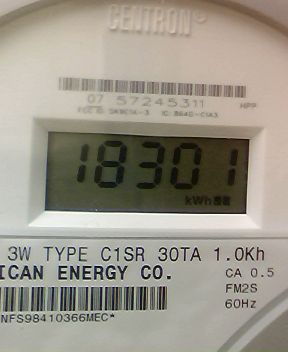 CENTRON®
07 57245311 HPP
18301
kWh
3W TYPE C1SR 30TA 1.0Kh
ICAN ENERGY CO.
CA 0.5
FM2S
60Hz
NFS98410366MEC*